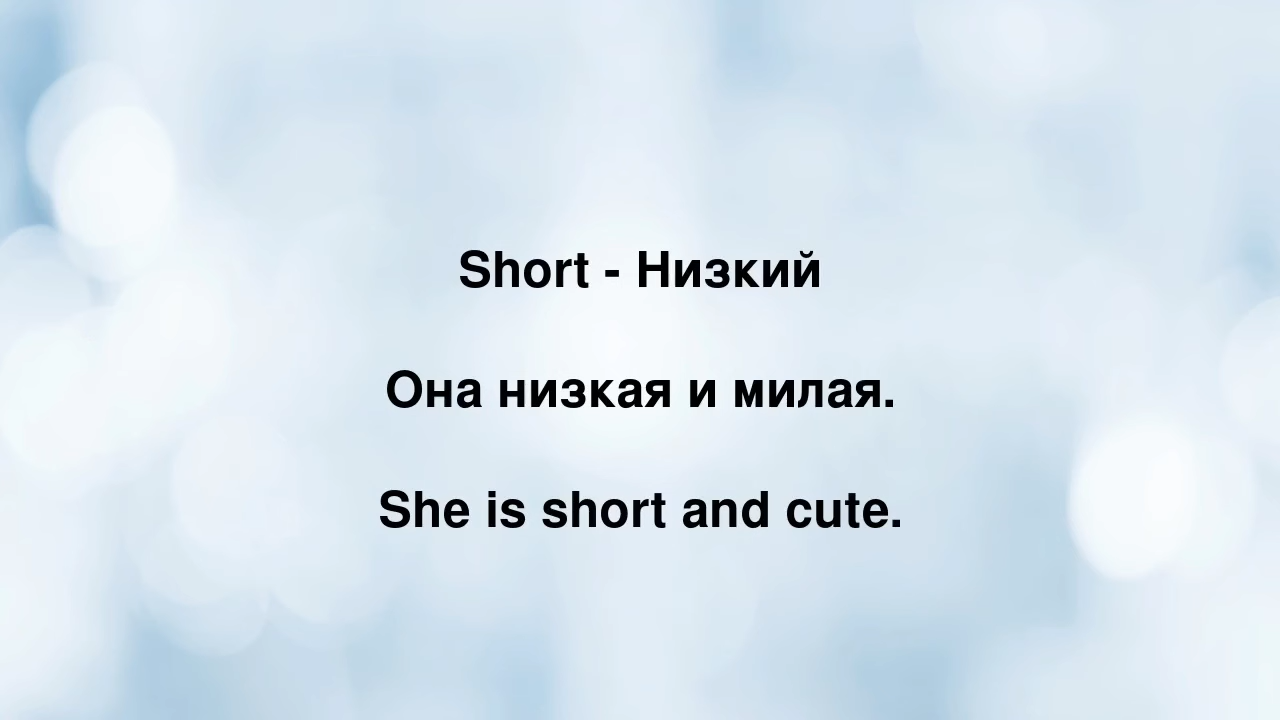 Short - Низкий
Она низкая и милая.
She is short and cute.